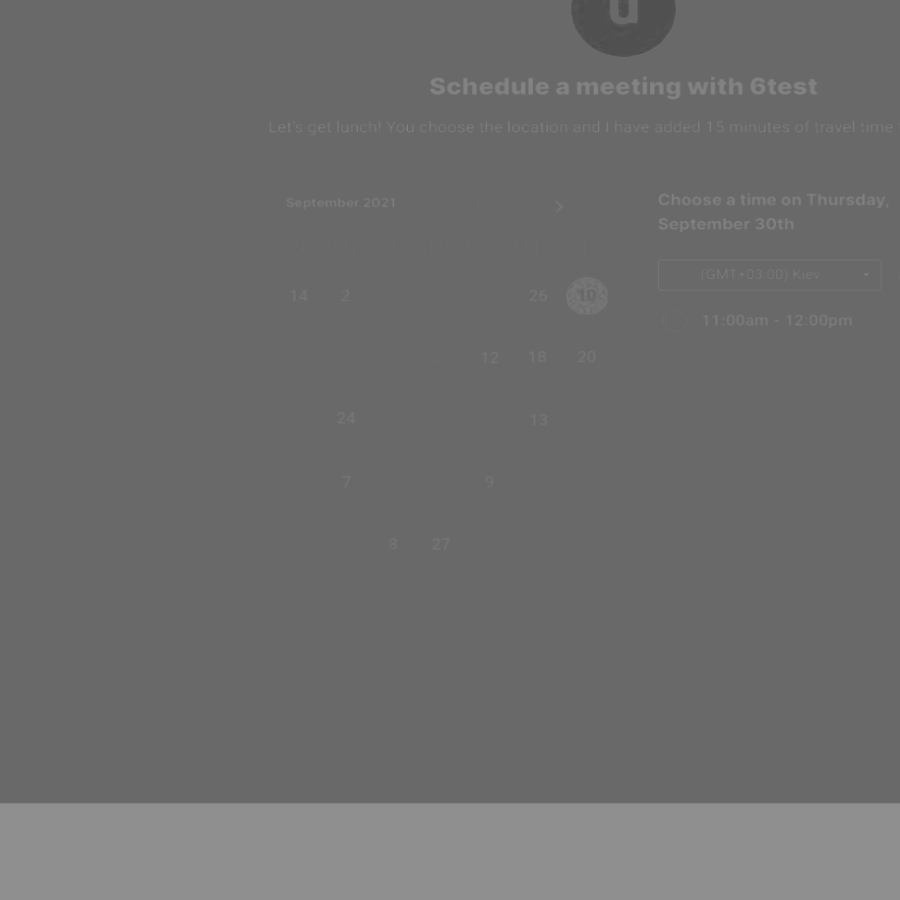 u
Schedule a meeting with 6test
Let's get lunch! You choose the location and I have added 15 minutes of travel time
September 2021
Choose a time on Thursday,
September 30th
(GMT+03:00) Kiev
14 2 26 10
11:00am - 12:00pm
12 18 20
24 13
7 9
8 27